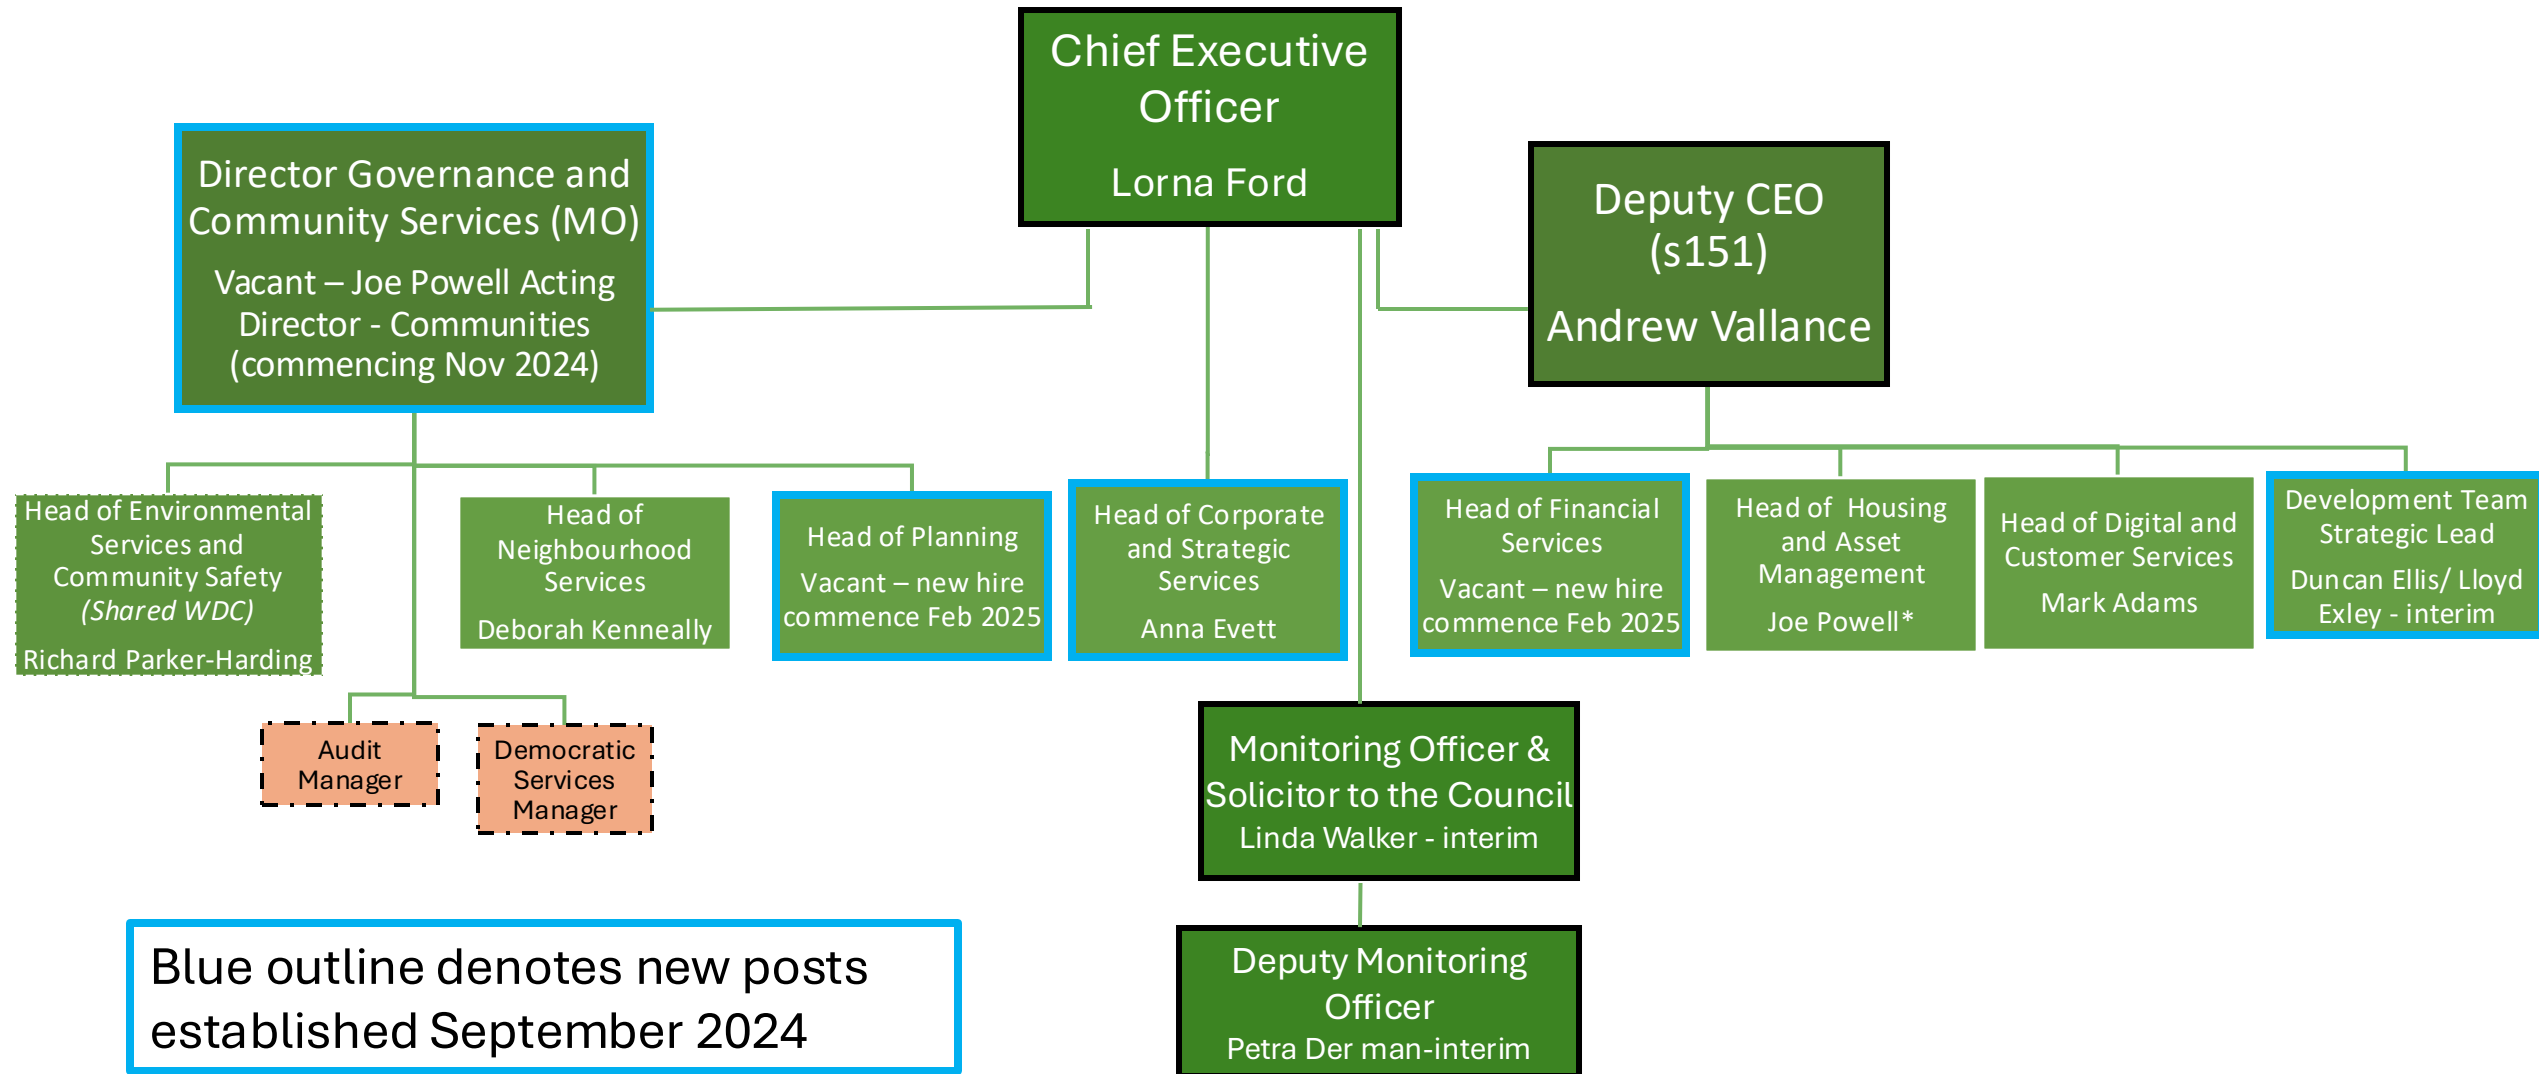 Chief Executive
Officer
Lorna Ford
Director Governance and
Community Services (MO)
Vacant – Joe Powell Acting
Director - Communities
(commencing Nov 2024)
Deputy CEO
(s151)
Andrew Vallance
Head of Environmental
Services and
Community Safety
(Shared WDC)
Richard Parker-Harding
Head of
Neighbourhood
Services
Deborah Kenneally
Head of Planning
Vacant – new hire
commence Feb 2025
Head of Corporate
and Strategic
Services
Anna Evett
Head of Financial
Services
Vacant – new hire
commence Feb 2025
Head of Housing
and Asset
Management
Joe Powell*
Head of Digital and
Customer Services
Mark Adams
Development Team
Strategic Lead
Duncan Ellis/ Lloyd
Exley - interim
Audit
Manager
Democratic
Services
Manager
Monitoring Officer &
Solicitor to the Council
Linda Walker - interim
Deputy Monitoring
Officer
Petra Der man-interim
Blue outline denotes new posts
established September 2024